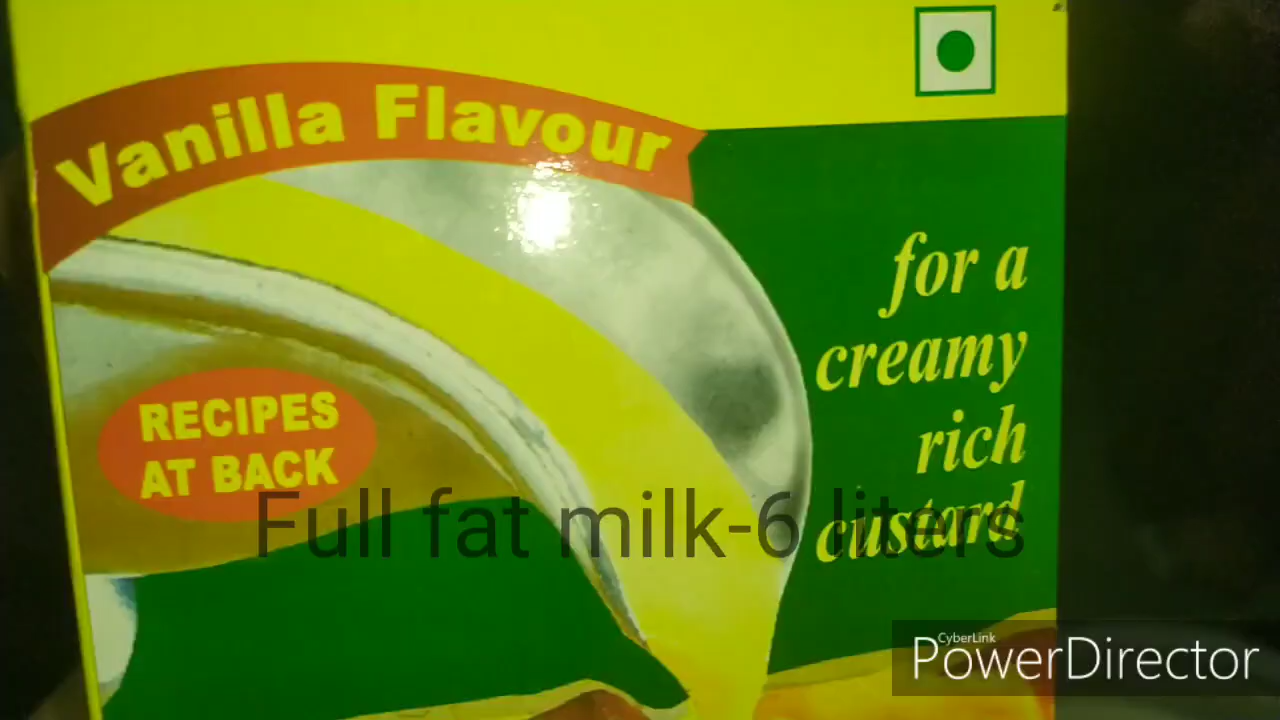 Vanilla Flavour
for a
creamy
rich
custard
RECIPES
AT BACK
Full fat milk-6 liters
CyberLink
PowerDirector